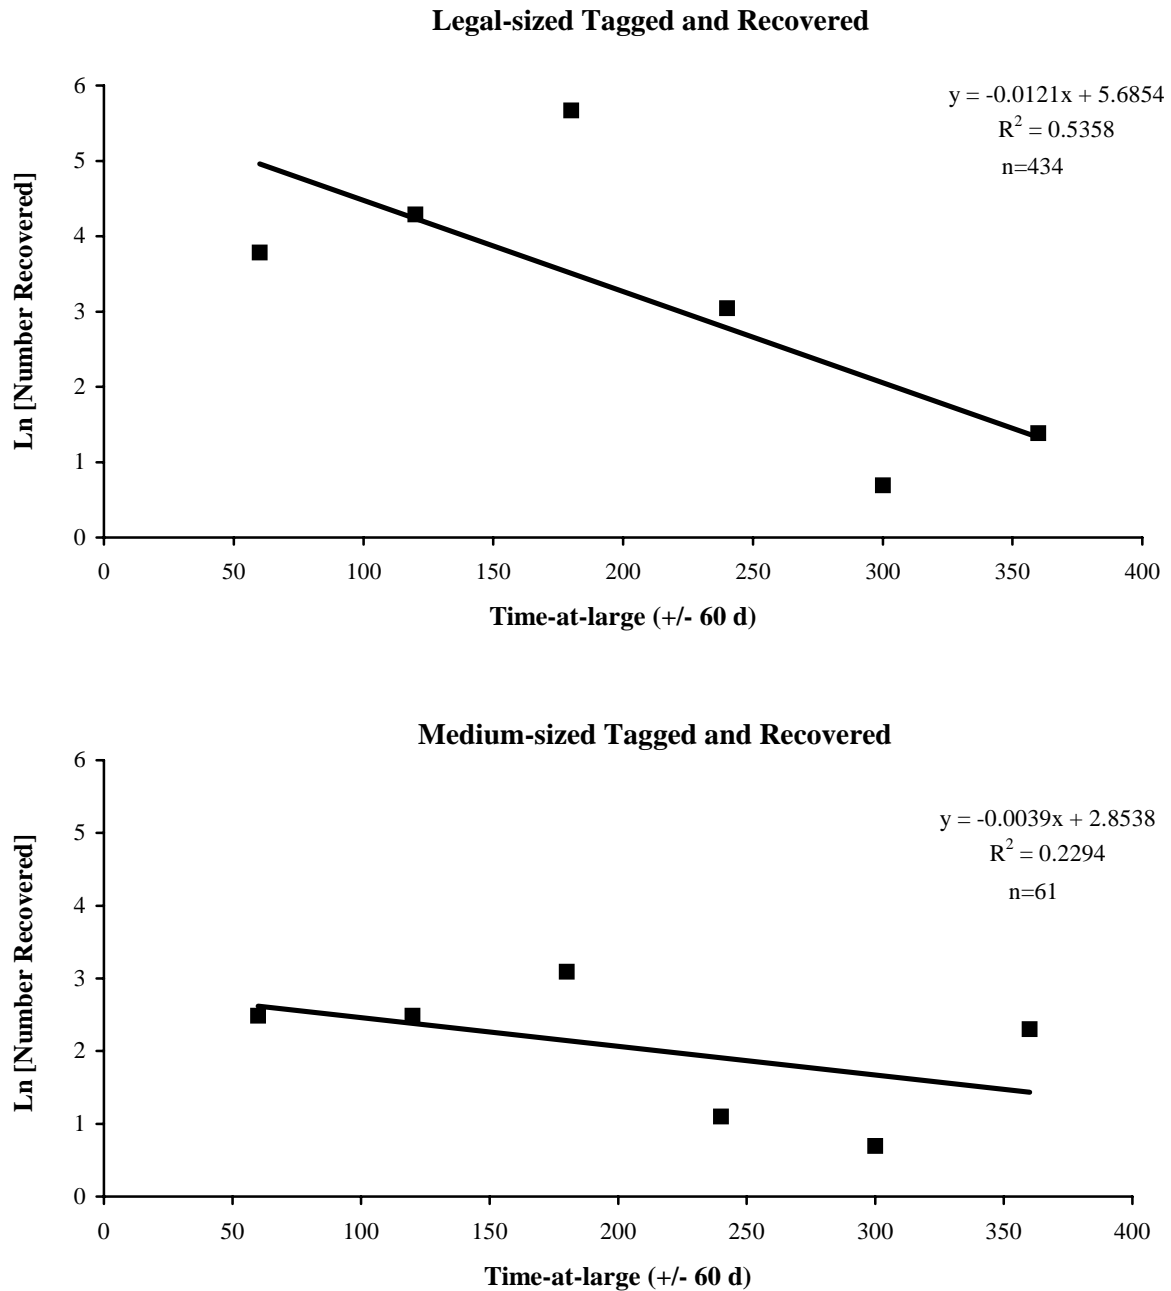 Legal-sized Tagged and Recovered
y = -0.0121x + 5.6854
R² = 0.5358
n=434
6
5
4
3
2
1
0
Ln [Number Recovered]
0 50 100 150 200 250 300 350 400
Time-at-large (+/- 60 d)
Medium-sized Tagged and Recovered
y = -0.0039x + 2.8538
R² = 0.2294
n=61
6
5
4
3
2
1
0
Ln [Number Recovered]
0 50 100 150 200 250 300 350 400
Time-at-large (+/- 60 d)